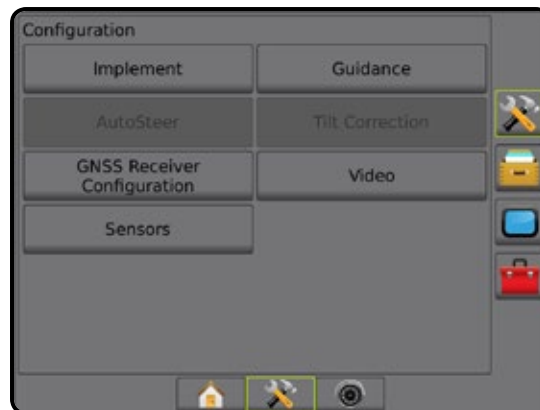 Configuration
Implement
Guidance
AutoSteer
Tilt Correction
GNSS Receiver
Configuration
Video
Sensors